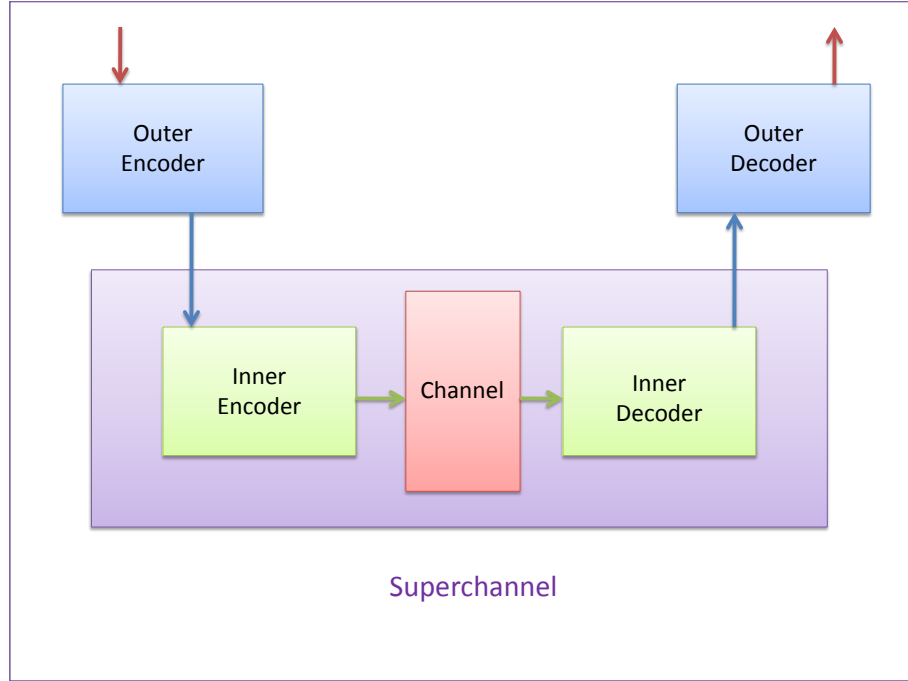 Outer
Encoder
Outer
Decoder
Inner
Encoder
Channel
Inner
Decoder
Superchannel